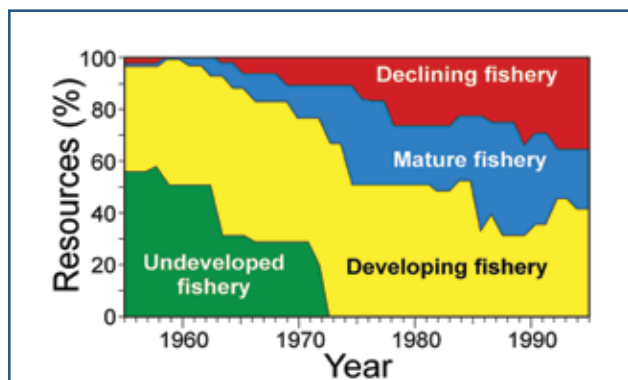 100
80
60
40
20
0
Resources (%)
Declining fishery
Mature fishery
Undeveloped
fishery
Developing fishery
1960
1970
1980
1990
Year